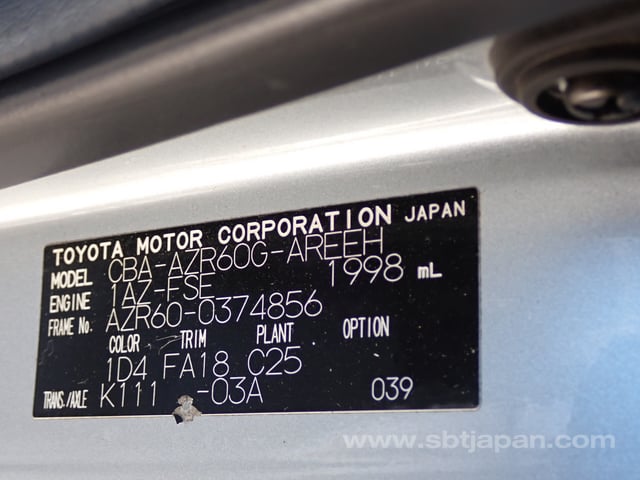 TOYOTA MOTOR CORPORATION JAPAN
MODEL CBA-AZR60G-AREEH
ENGINE 1AZ-FSE 1998 mL
FRAME No. AZR60-0374856
COLOR TRIM PLANT OPTION
1D4 FA18 C25
TRANS./AXLE K111 -03A 039
www.sbtjapan.com